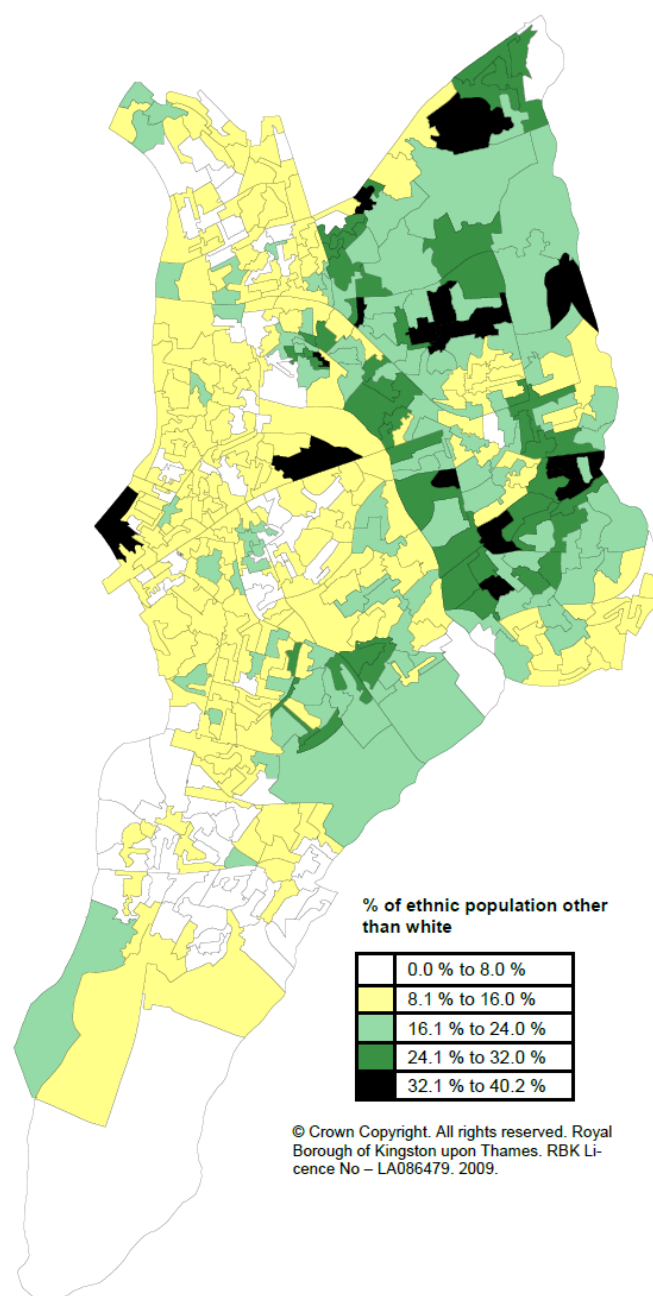 % of ethnic population other
than white
0.0 % to 8.0 %
8.1 % to 16.0 %
16.1 % to 24.0 %
24.1 % to 32.0 %
32.1 % to 40.2 %
© Crown Copyright. All rights reserved. Royal
Borough of Kingston upon Thames. RBK Li-
cence No – LA086479. 2009.